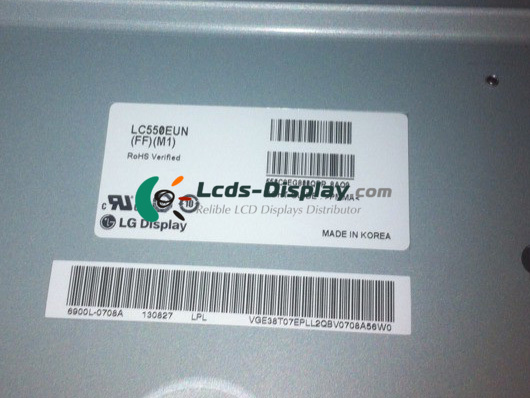 LC550EUN
(FF)(M1)
RoHS Verified
Lcds-Display.com
Relible LCD Displays Distributor
LG Display
MADE IN KOREA
6900L-0708A 130827 LPL VGE38T07EPLL2QBV0708A56W0